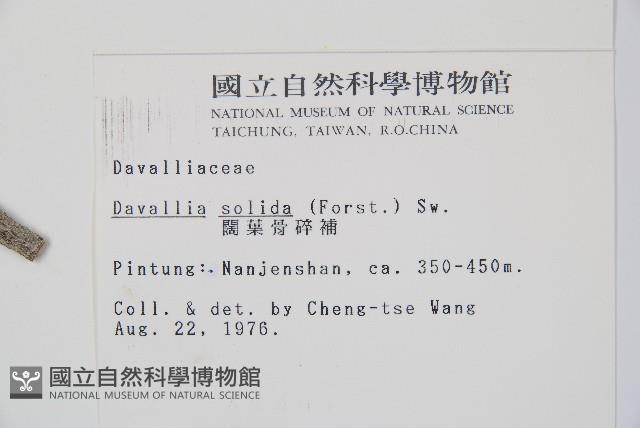 國立自然科學博物館
NATIONAL MUSEUM OF NATURAL SCIENCE
TAICHUNG, TAIWAN, R.O.CHINA
Davalliaceae
Davallia solida (Forst.) Sw.
闊葉骨碎補
Pintung:. Nanjenshan, ca. 350-450m.
Coll. & det. by Cheng-tse Wang
Aug. 22, 1976.
國立自然科學博物館
NATIONAL MUSEUM OF NATURAL SCIENCE